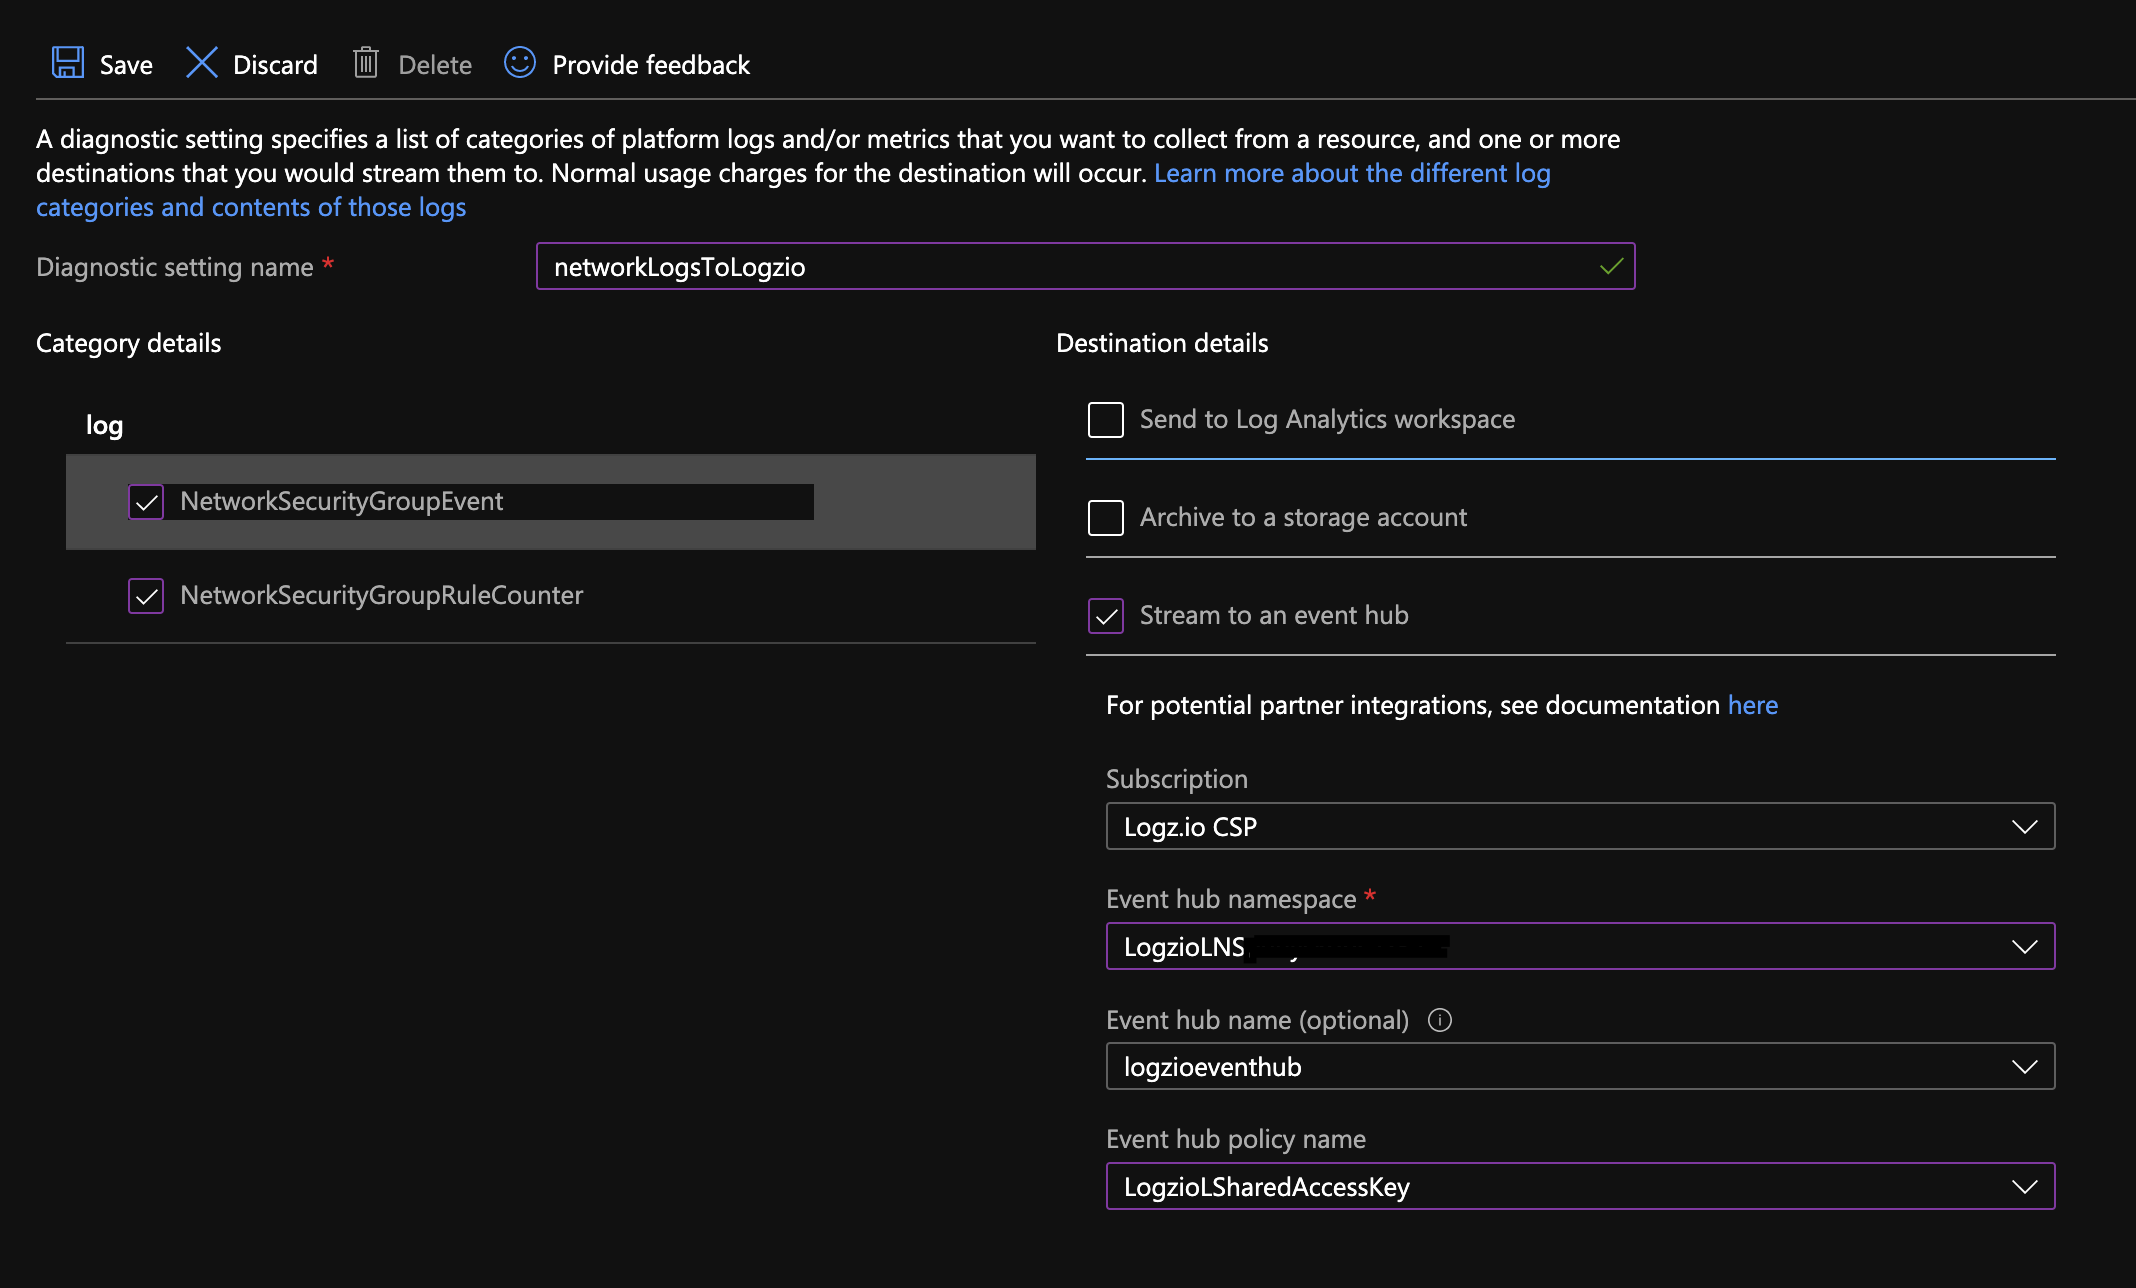 Save Discard Delete Provide feedback
A diagnostic setting specifies a list of categories of platform logs and/or metrics that you want to collect from a resource, and one or more
destinations that you would stream them to. Normal usage charges for the destination will occur. Learn more about the different log
categories and contents of those logs
Diagnostic setting name *
networkLogsToLogzio
Category details
log
NetworkSecurityGroupEvent
NetworkSecurityGroupRuleCounter
Destination details
Send to Log Analytics workspace
Archive to a storage account
Stream to an event hub
For potential partner integrations, see documentation here
Subscription
Logz.io CSP
Event hub namespace *
LogzioLNS
Event hub name (optional)
logzioeventhub
Event hub policy name
LogzioLSharedAccessKey